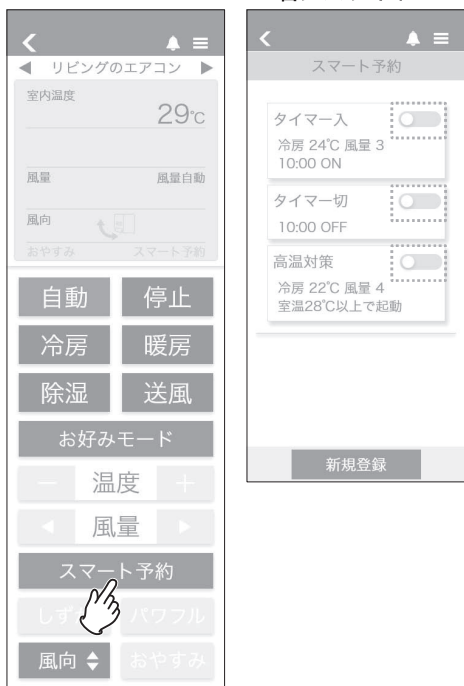 リビングのエアコン
室内温度
29℃
風量 風量自動
風向
おやすみ スマート予約
自動 停止
冷房 暖房
除湿 送風
お好みモード
− 温度 +
風量
スマート予約
パワフル
風向 おやすみ
スマート予約
タイマー入
冷房 24℃ 風量 3
10:00 ON
タイマー切
10:00 OFF
高温対策
冷房 22℃ 風量 4
室温28℃以上で起動
新規登録